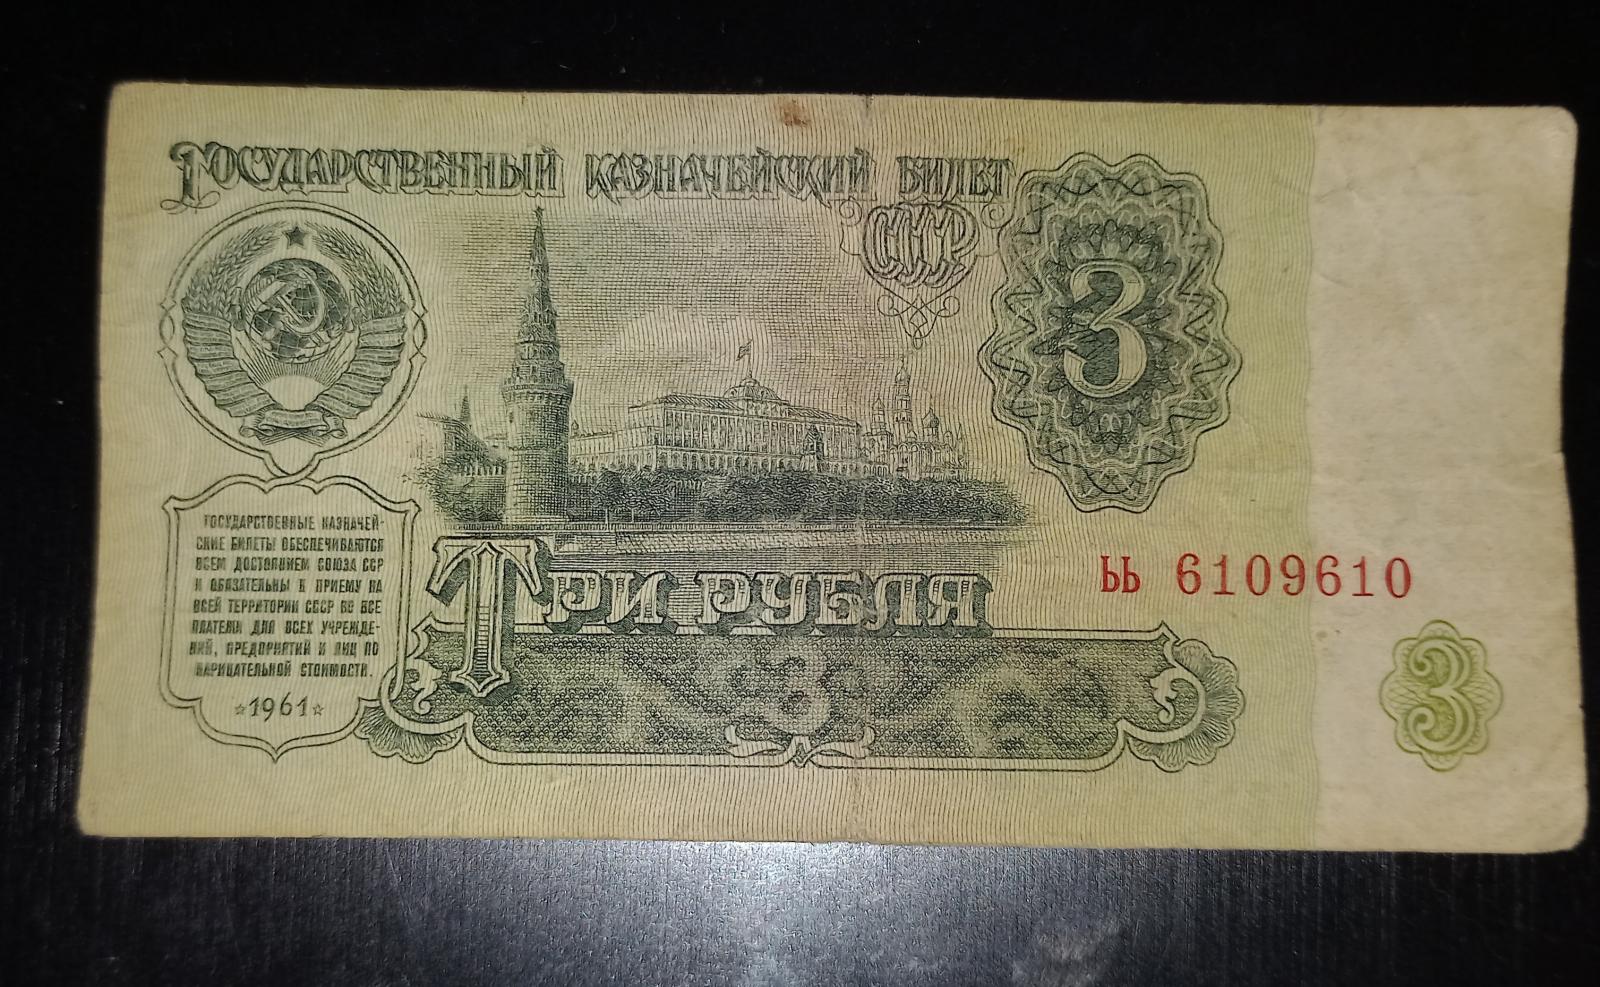 ГОСУДАРСТВЕННЫЙ КАЗНАЧЕЙСКИЙ БИЛЕТ
СССР
3
ГОСУДАРСТВЕННЫЕ КАЗНАЧЕЙ-
СКИЕ БИЛЕТЫ ОБЕСПЕЧИВАЮТСЯ
ВСЕМ ДОСТОЯНИЕМ СОЮЗА ССР
И ОБЯЗАТЕЛЬНЫ К ПРИЕМУ НА
ВСЕЙ ТЕРРИТОРИИ СССР ВО ВСЕ
ПЛАТЕЖИ ДЛЯ ВСЕХ УЧРЕЖДЕ-
НИЙ, ПРЕДПРИЯТИЙ И ЛИЦ ПО
НАРИЦАТЕЛЬНОЙ СТОИМОСТИ.
☆1961☆
ТРИ РУБЛЯ
ЬЬ 6109610
3
3